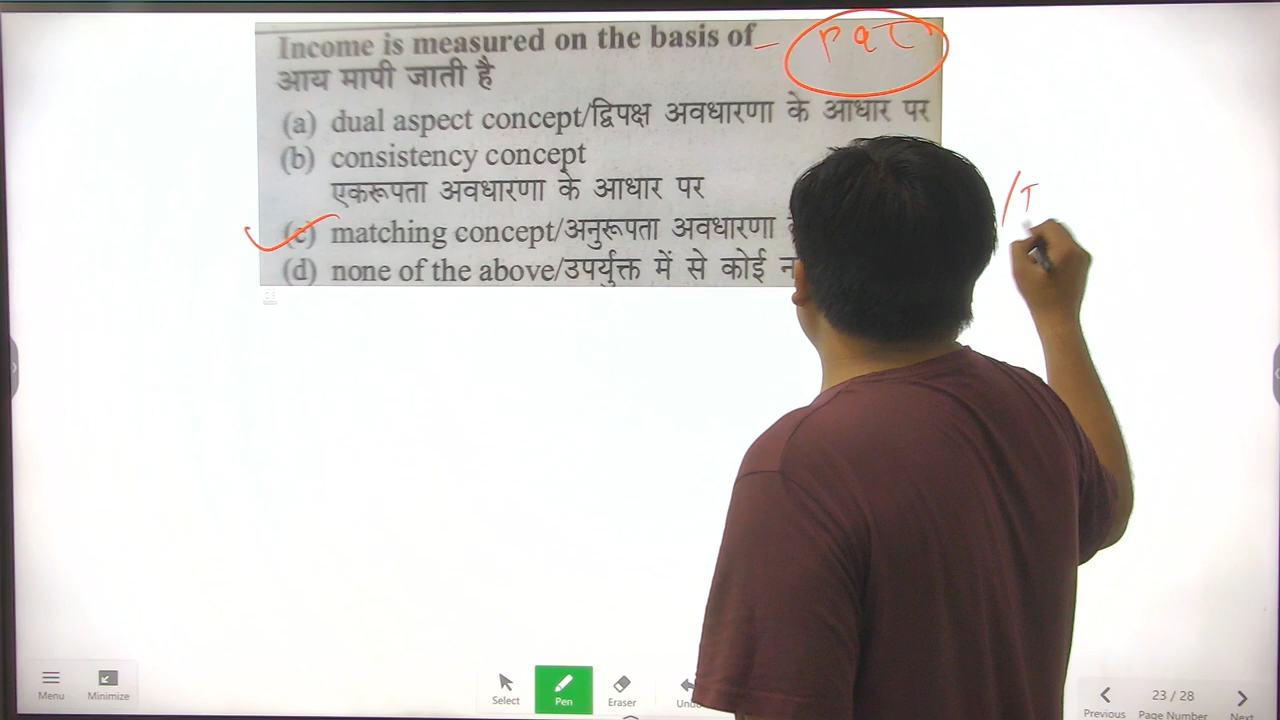 Income is measured on the basis of
आय मापी जाती है
(a) dual aspect concept/द्विपक्ष अवधारणा के आधार पर
(b) consistency concept
एकरूपता अवधारणा के आधार पर
(c) matching concept/अनुरूपता अवधारणा
(d) none of the above/उपर्युक्त में से कोई
Menu
Minimize
Select
Pen
Eraser
Previous
23 / 28
Page Number
Next